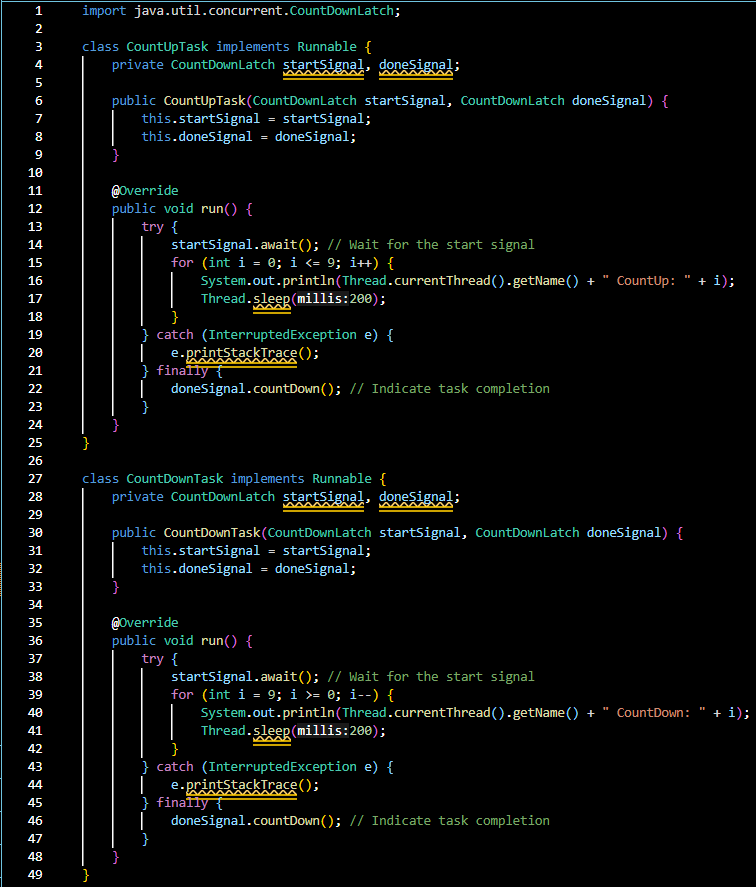 1 import java.util.concurrent.CountDownLatch;
2
3 class CountUpTask implements Runnable {
4 private CountDownLatch startSignal, doneSignal;
5
6 public CountUpTask(CountDownLatch startSignal, CountDownLatch doneSignal) {
7 this.startSignal = startSignal;
8 this.doneSignal = doneSignal;
9 }
10
11 @Override
12 public void run() {
13 try {
14 startSignal.await(); // Wait for the start signal
15 for (int i = 0; i <= 9; i++) {
16 System.out.println(Thread.currentThread().getName() + " CountUp: " + i);
17 Thread.sleep(millis:200);
18 }
19 } catch (InterruptedException e) {
20 e.printStackTrace();
21 } finally {
22 doneSignal.countDown(); // Indicate task completion
23 }
24 }
25 }
26
27 class CountDownTask implements Runnable {
28 private CountDownLatch startSignal, doneSignal;
29
30 public CountDownTask(CountDownLatch startSignal, CountDownLatch doneSignal) {
31 this.startSignal = startSignal;
32 this.doneSignal = doneSignal;
33 }
34
35 @Override
36 public void run() {
37 try {
38 startSignal.await(); // Wait for the start signal
39 for (int i = 9; i >= 0; i--) {
40 System.out.println(Thread.currentThread().getName() + " CountDown: " + i);
41 Thread.sleep(millis:200);
42 }
43 } catch (InterruptedException e) {
44 e.printStackTrace();
45 } finally {
46 doneSignal.countDown(); // Indicate task completion
47 }
48 }
49 }